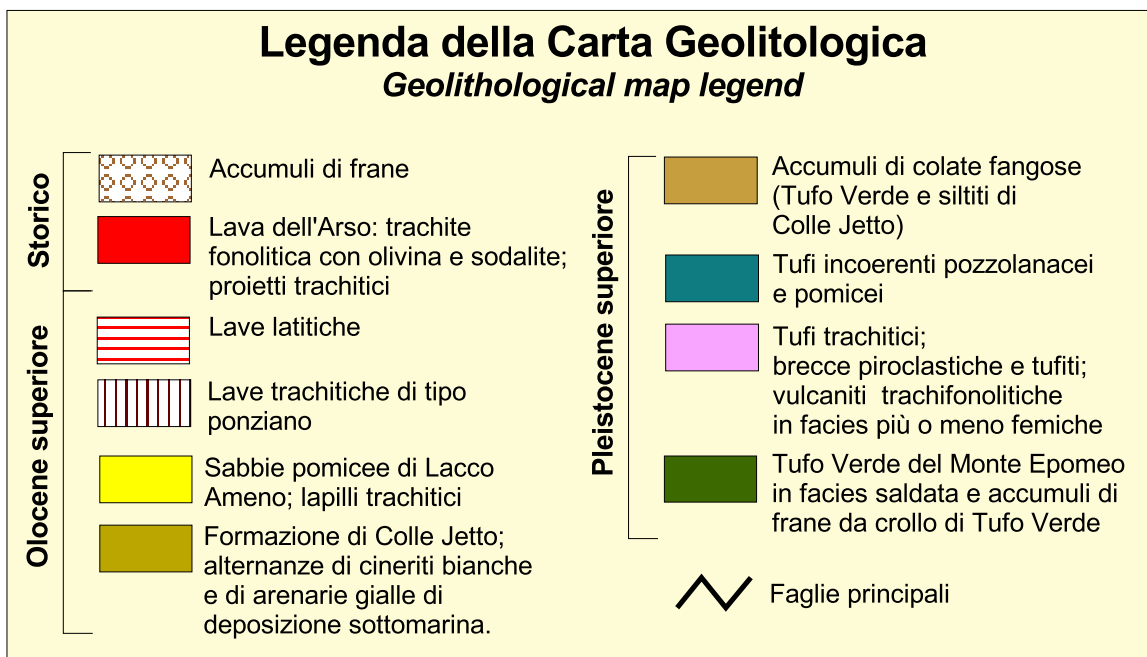 Legenda della Carta Geolitologica
Geolithological map legend
Storico
Accumuli di frane
Lava dell'Arso: trachite
fonolitica con olivina e sodalite;
proietti trachitici
Olocene superiore
Lave latitiche
Lave trachitiche di tipo
ponziano
Sabbie pomicee di Lacco
Ameno; lapilli trachitici
Formazione di Colle Jetto;
alternanze di cineriti bianche
e di arenarie gialle di
deposizione sottomarina.
Pleistocene superiore
Accumuli di colate fangose
(Tufo Verde e siltiti di
Colle Jetto)
Tufi incoerenti pozzolanacei
e pomicei
Tufi trachitici;
brecce piroclastiche e tufiti;
vulcaniti trachifonolitiche
in facies più o meno femiche
Tufo Verde del Monte Epomeo
in facies saldata e accumuli di
frane da crollo di Tufo Verde
Faglie principali